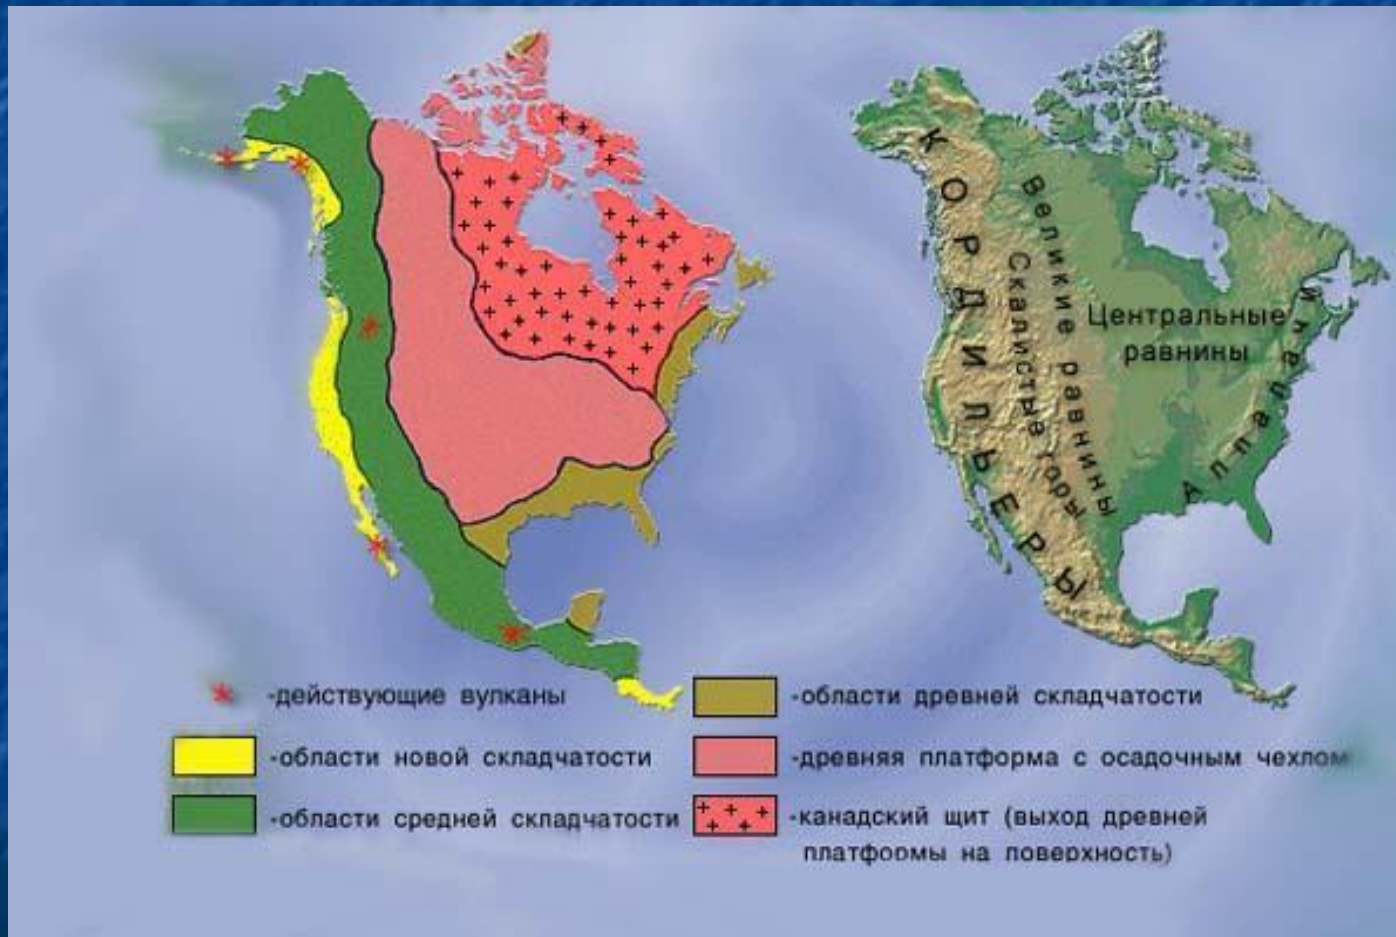 КОРДИЛЬЕРЫ
Великие равнины
Скалистые горы
Центральные
равнины
Аппалачи
-действующие вулканы
-области новой складчатости
-области средней складчатости
-области древней складчатости
-древняя платформа с осадочным чехлом
-канадский щит (выход древней
платформы на поверхность)